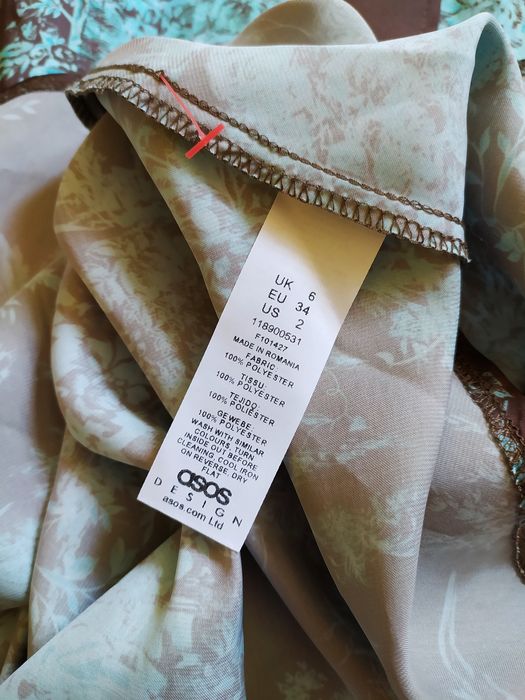 UK 6
EU 34
US 2
118900531
F101427
MADE IN ROMANIA
FABRIC:
100% POLYESTER
TISSU:
100% POLYESTER
TEJIDO:
100% POLIESTER
GEWEBE:
100% POLYESTER
WASH WITH SIMILAR
COLOURS, TURN
INSIDE OUT BEFORE
CLEANING, COOL IRON
ON REVERSE, DRY
FLAT
asos
DESIGN
asos.com Ltd